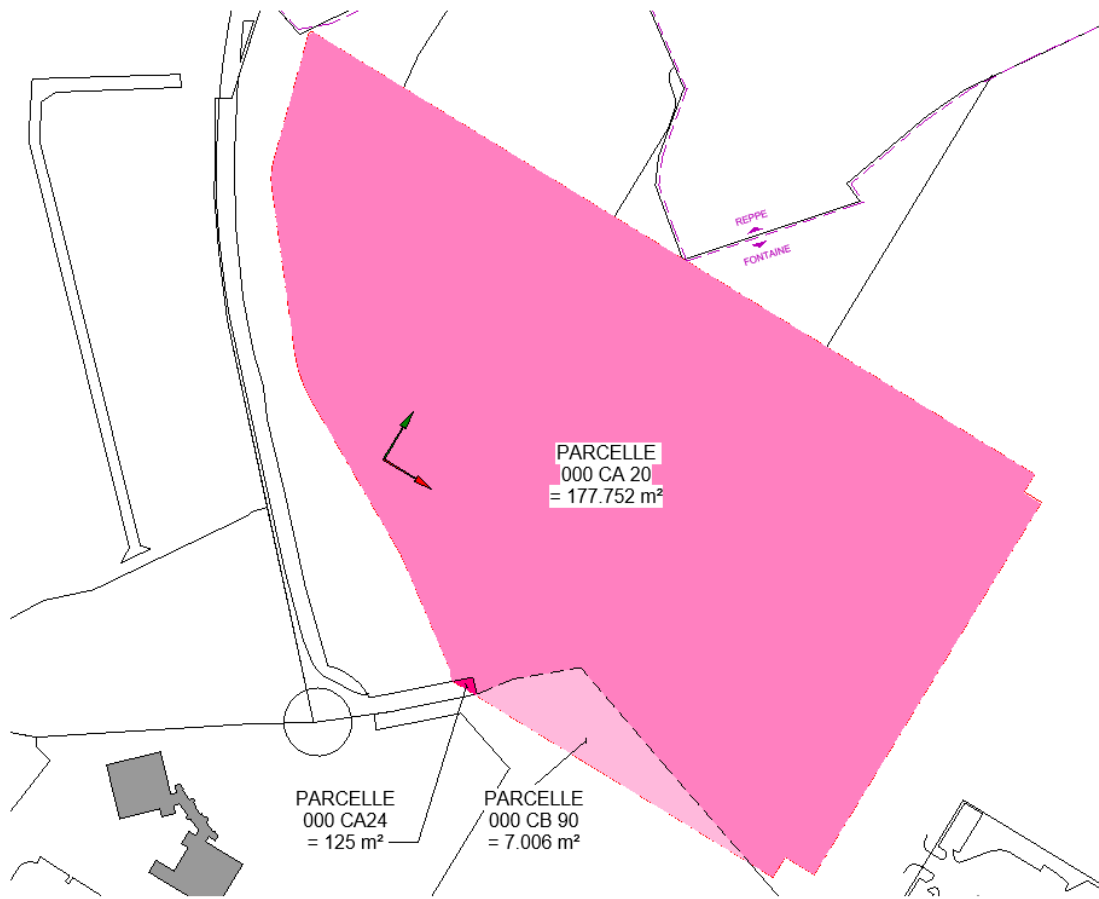 REPPE
FONTAINE
PARCELLE
000 CA 20
= 177.752 m²
PARCELLE
000 CA24
= 125 m²
PARCELLE
000 CB 90
= 7.006 m²